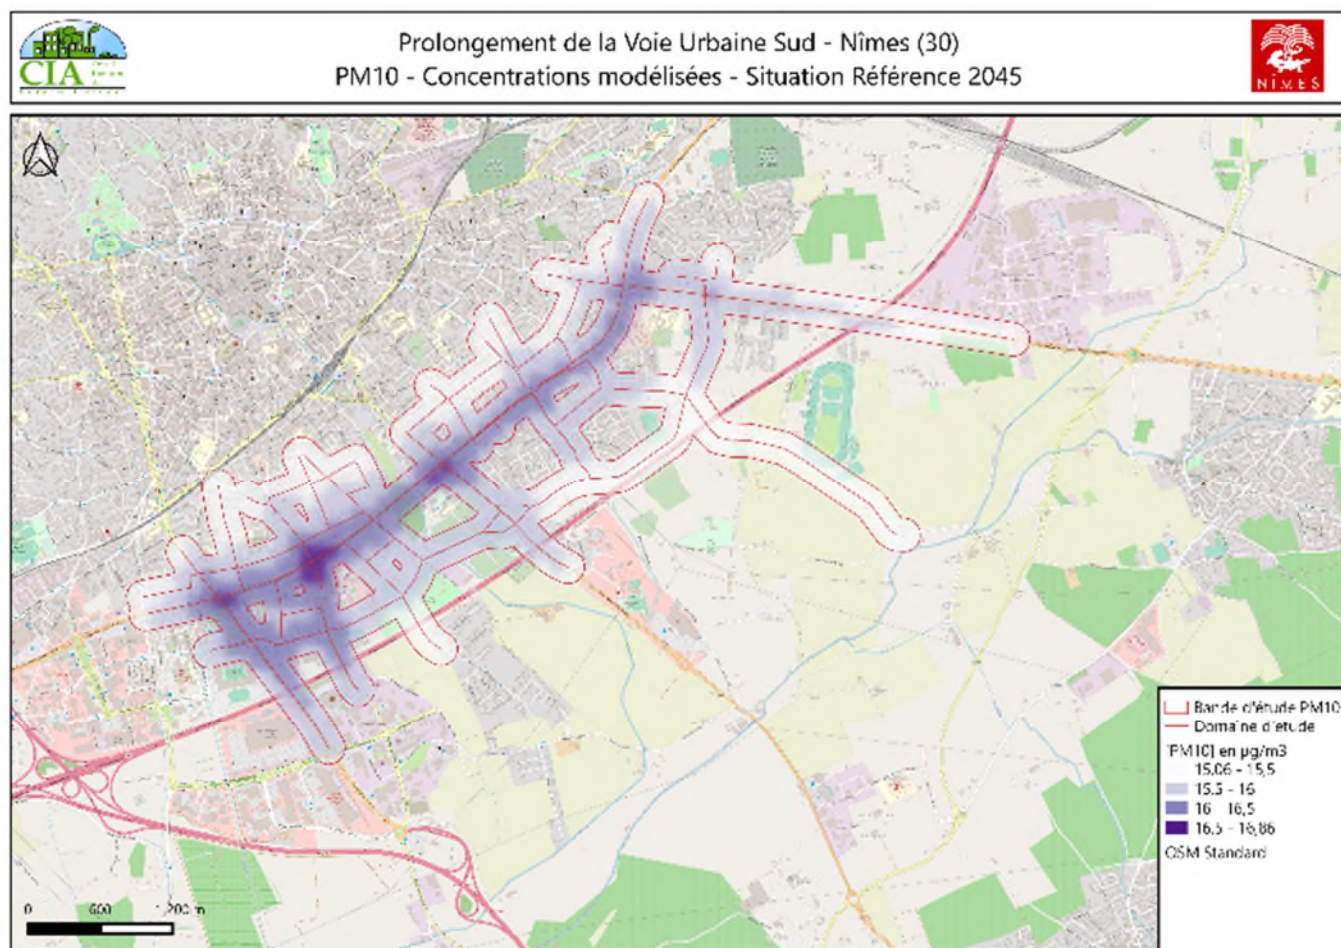 CIA
Prolongement de la Voie Urbaine Sud - Nîmes (30)
PM10 - Concentrations modélisées - Situation Référence 2045
NÎMES
Bande d'étude PM10
Domaine d'étude
[PM10] en µg/m3
15,06 - 15,5
15,5 - 16
16 - 16,5
16,5 - 16,86
OSM Standard
0 600 1 200 m